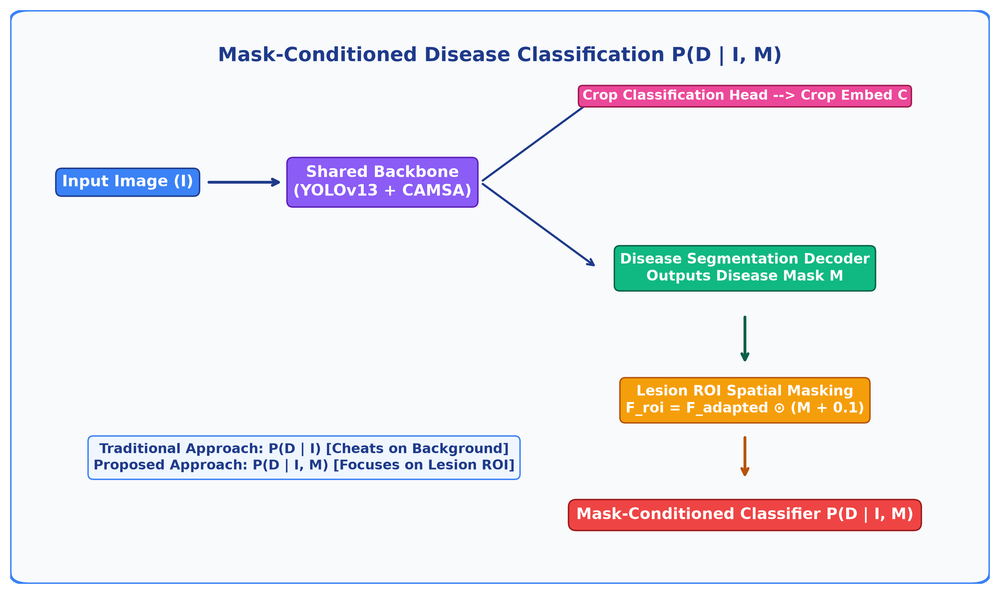 Mask-Conditioned Disease Classification P(D | I, M)
Crop Classification Head --> Crop Embed C
Input Image (I)
Shared Backbone
(YOLOv13 + CAMSA)
Disease Segmentation Decoder
Outputs Disease Mask M
Lesion ROI Spatial Masking
F_roi = F_adapted ⊙ (M + 0.1)
Traditional Approach: P(D | I) [Cheats on Background]
Proposed Approach: P(D | I, M) [Focuses on Lesion ROI]
Mask-Conditioned Classifier P(D | I, M)